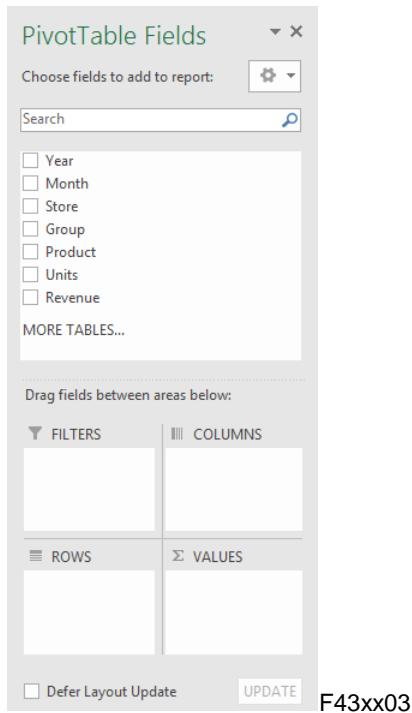 PivotTable Fields
Choose fields to add to report:
Search
Year
Month
Store
Group
Product
Units
Revenue
MORE TABLES...
Drag fields between areas below:
FILTERS
COLUMNS
ROWS
Σ VALUES
Defer Layout Update
UPDATE
F43xx03